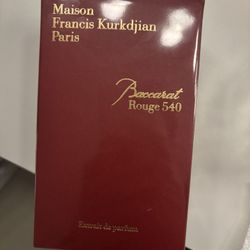 Maison
Francis Kurkdjian
Paris
Baccarat
Rouge 540
Extrait de parfum